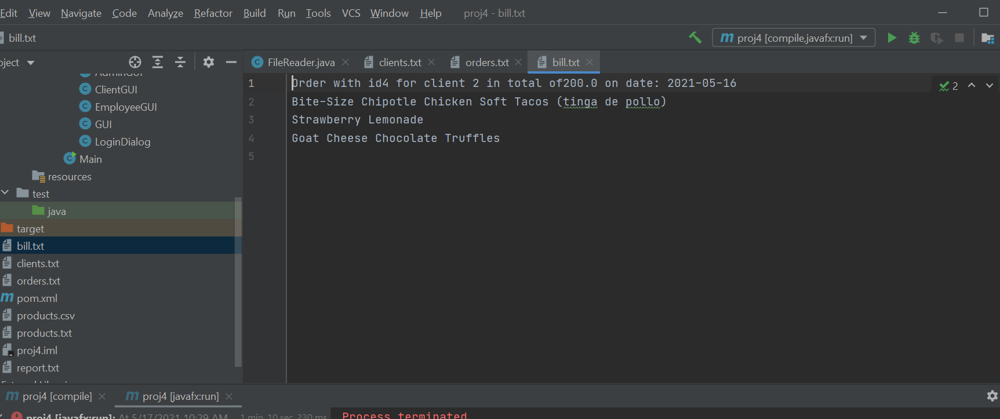 Edit View Navigate Code Analyze Refactor Build Run Tools VCS Window Help proj4 - bill.txt
bill.txt
proj4 [compile,javafx:run]
oject
FileReader.java clients.txt orders.txt bill.txt
AdminGUI
ClientGUI
EmployeeGUI
GUI
LoginDialog
Main
resources
test
java
target
bill.txt
clients.txt
orders.txt
pom.xml
products.csv
products.txt
proj4.iml
report.txt
1 Order with id4 for client 2 in total of200.0 on date: 2021-05-16
2 Bite-Size Chipotle Chicken Soft Tacos (tinga de pollo)
3 Strawberry Lemonade
4 Goat Cheese Chocolate Truffles
5
2
proj4 [compile] proj4 [javafx:run]
proj4 [javafx:run]: At 5/17/2021 10:29 AM 1 min, 10 sec, 230 ms
Process terminated